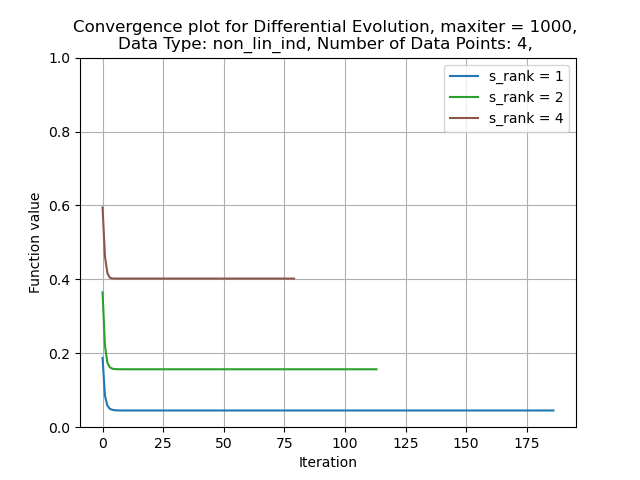 Convergence plot for Differential Evolution, maxiter = 1000,
Data Type: non_lin_ind, Number of Data Points: 4,
1.0
0.8
0.6
0.4
0.2
0.0
Function value
s_rank = 1
s_rank = 2
s_rank = 4
0 25 50 75 100 125 150 175
Iteration